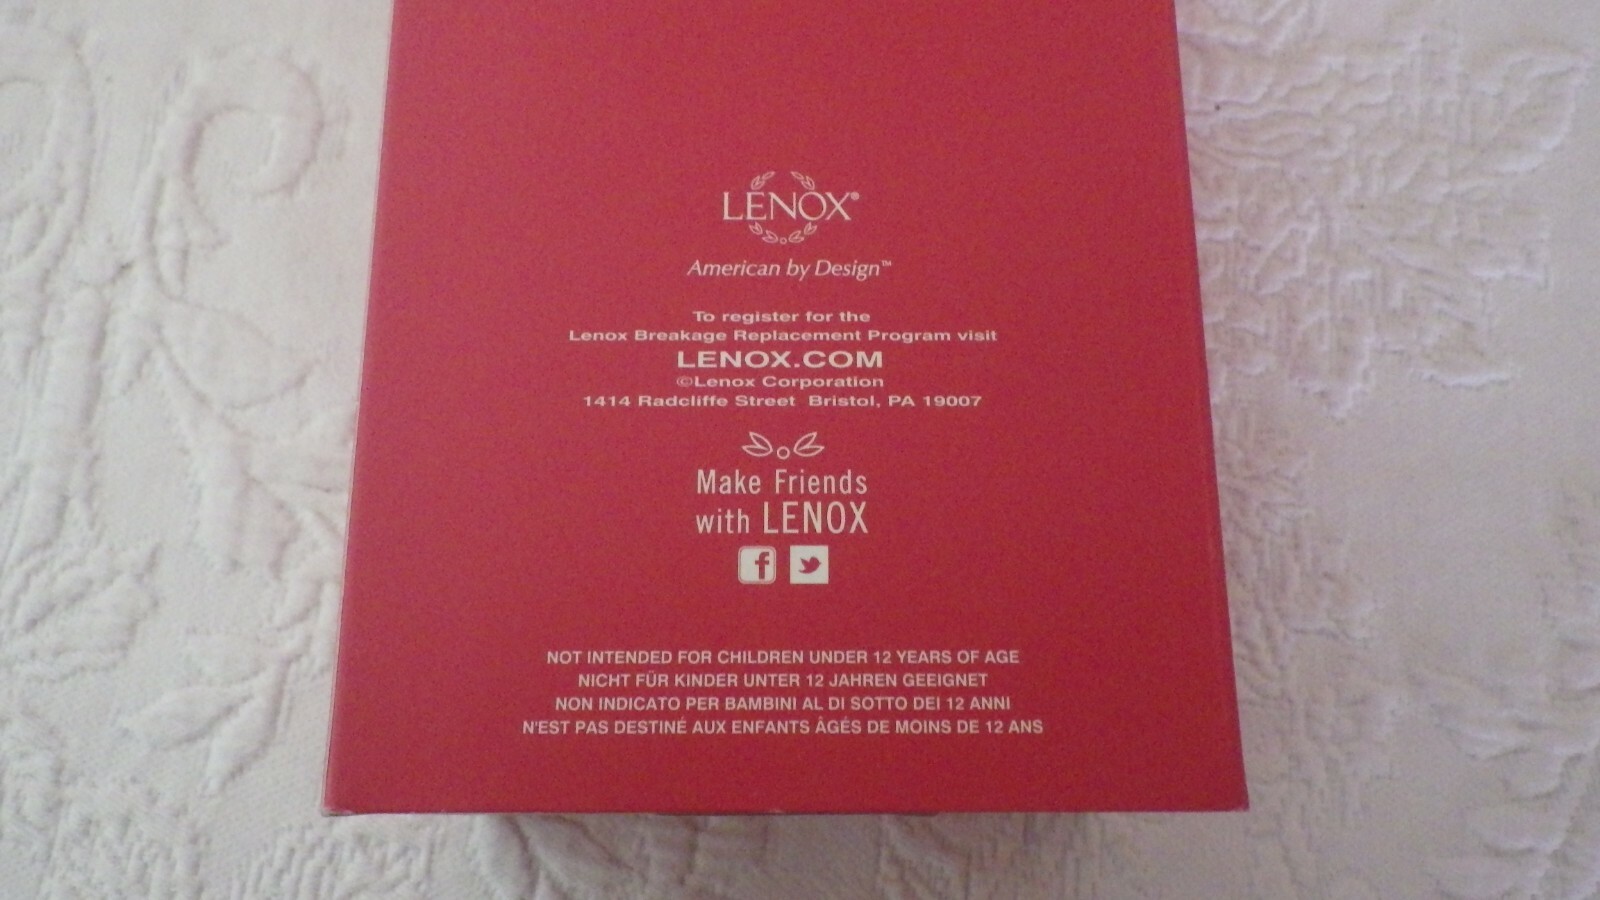 LENOX®
American by Design™
To register for the
Lenox Breakage Replacement Program visit
LENOX.COM
©Lenox Corporation
1414 Radcliffe Street Bristol, PA 19007
Make Friends
with LENOX
f
NOT INTENDED FOR CHILDREN UNDER 12 YEARS OF AGE
NICHT FÜR KINDER UNTER 12 JAHREN GEEIGNET
NON INDICATO PER BAMBINI AL DI SOTTO DEI 12 ANNI
N'EST PAS DESTINÉ AUX ENFANTS ÂGÉS DE MOINS DE 12 ANS